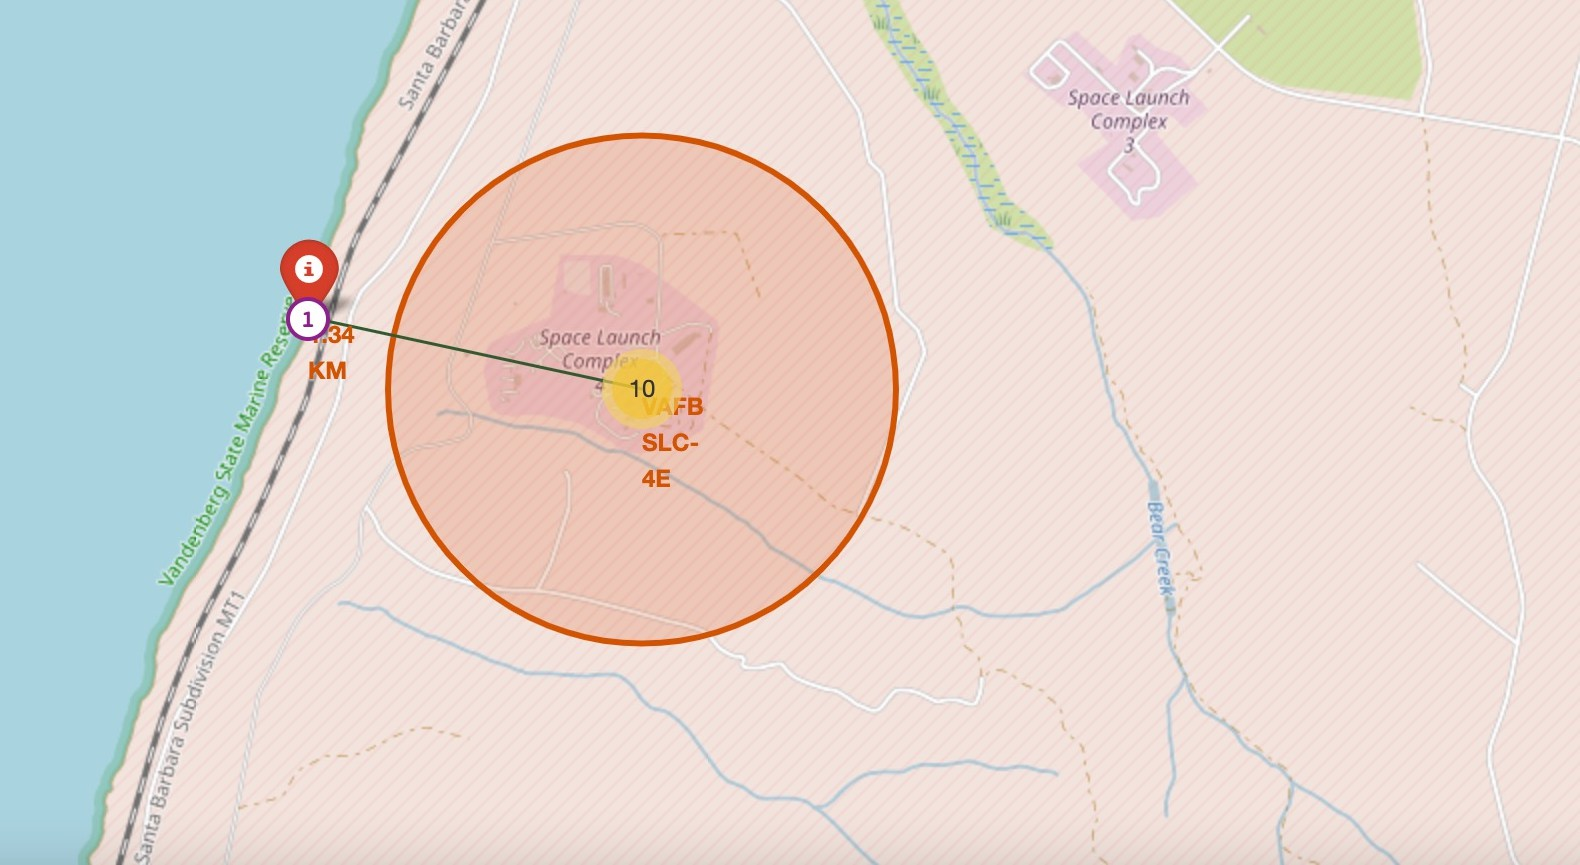 Santa Barbara
Space Launch
Complex
3
i
1
.34
KM
Space Launch
Complex
4
10
VAFB
SLC-
4E
Vandenberg State Marine Reserve
Bear Creek
Santa Barbara Subdivision MT1